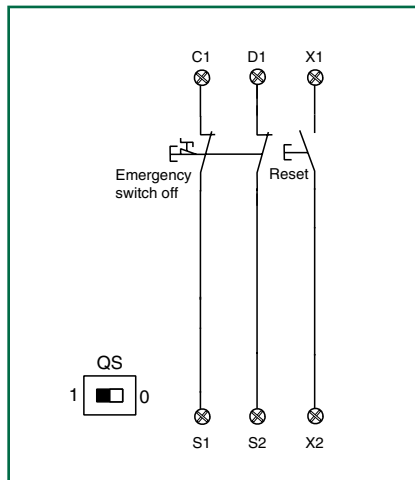 C1 D1 X1
Emergency
switch off
Reset
QS
1 0
S1 S2 X2